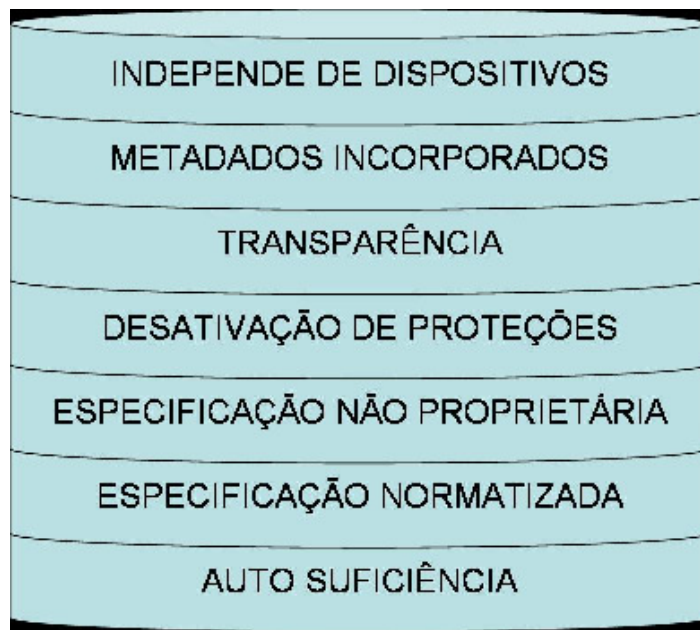 INDEPENDE DE DISPOSITIVOS
METADADOS INCORPORADOS
TRANSPARÊNCIA
DESATIVAÇÃO DE PROTEÇÕES
ESPECIFICAÇÃO NÃO PROPRIETÁRIA
ESPECIFICAÇÃO NORMATIZADA
AUTO SUFICIÊNCIA